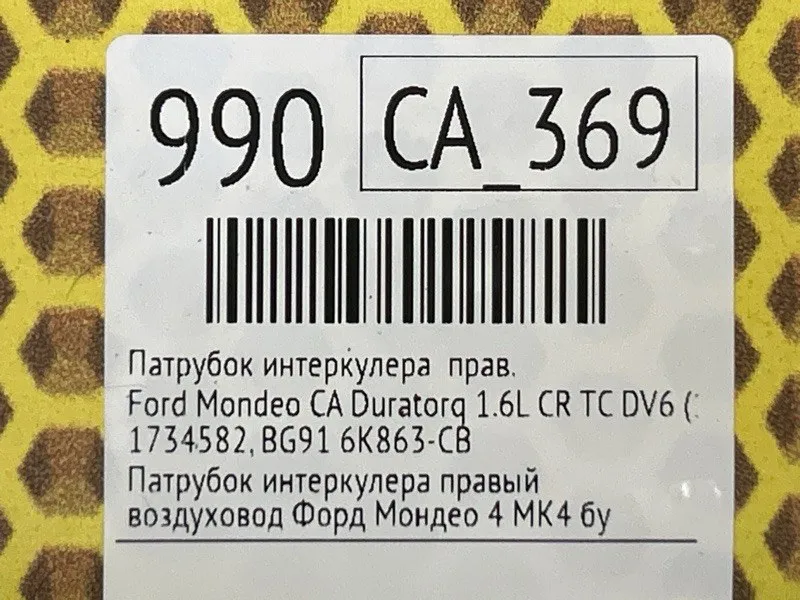 990 CA_369
Патрубок интеркулера прав.
Ford Mondeo CA Duratorq 1.6L CR TC DV6 (
1734582, BG91 6K863-CB
Патрубок интеркулера правый
воздуховод Форд Мондео 4 МК4 бу